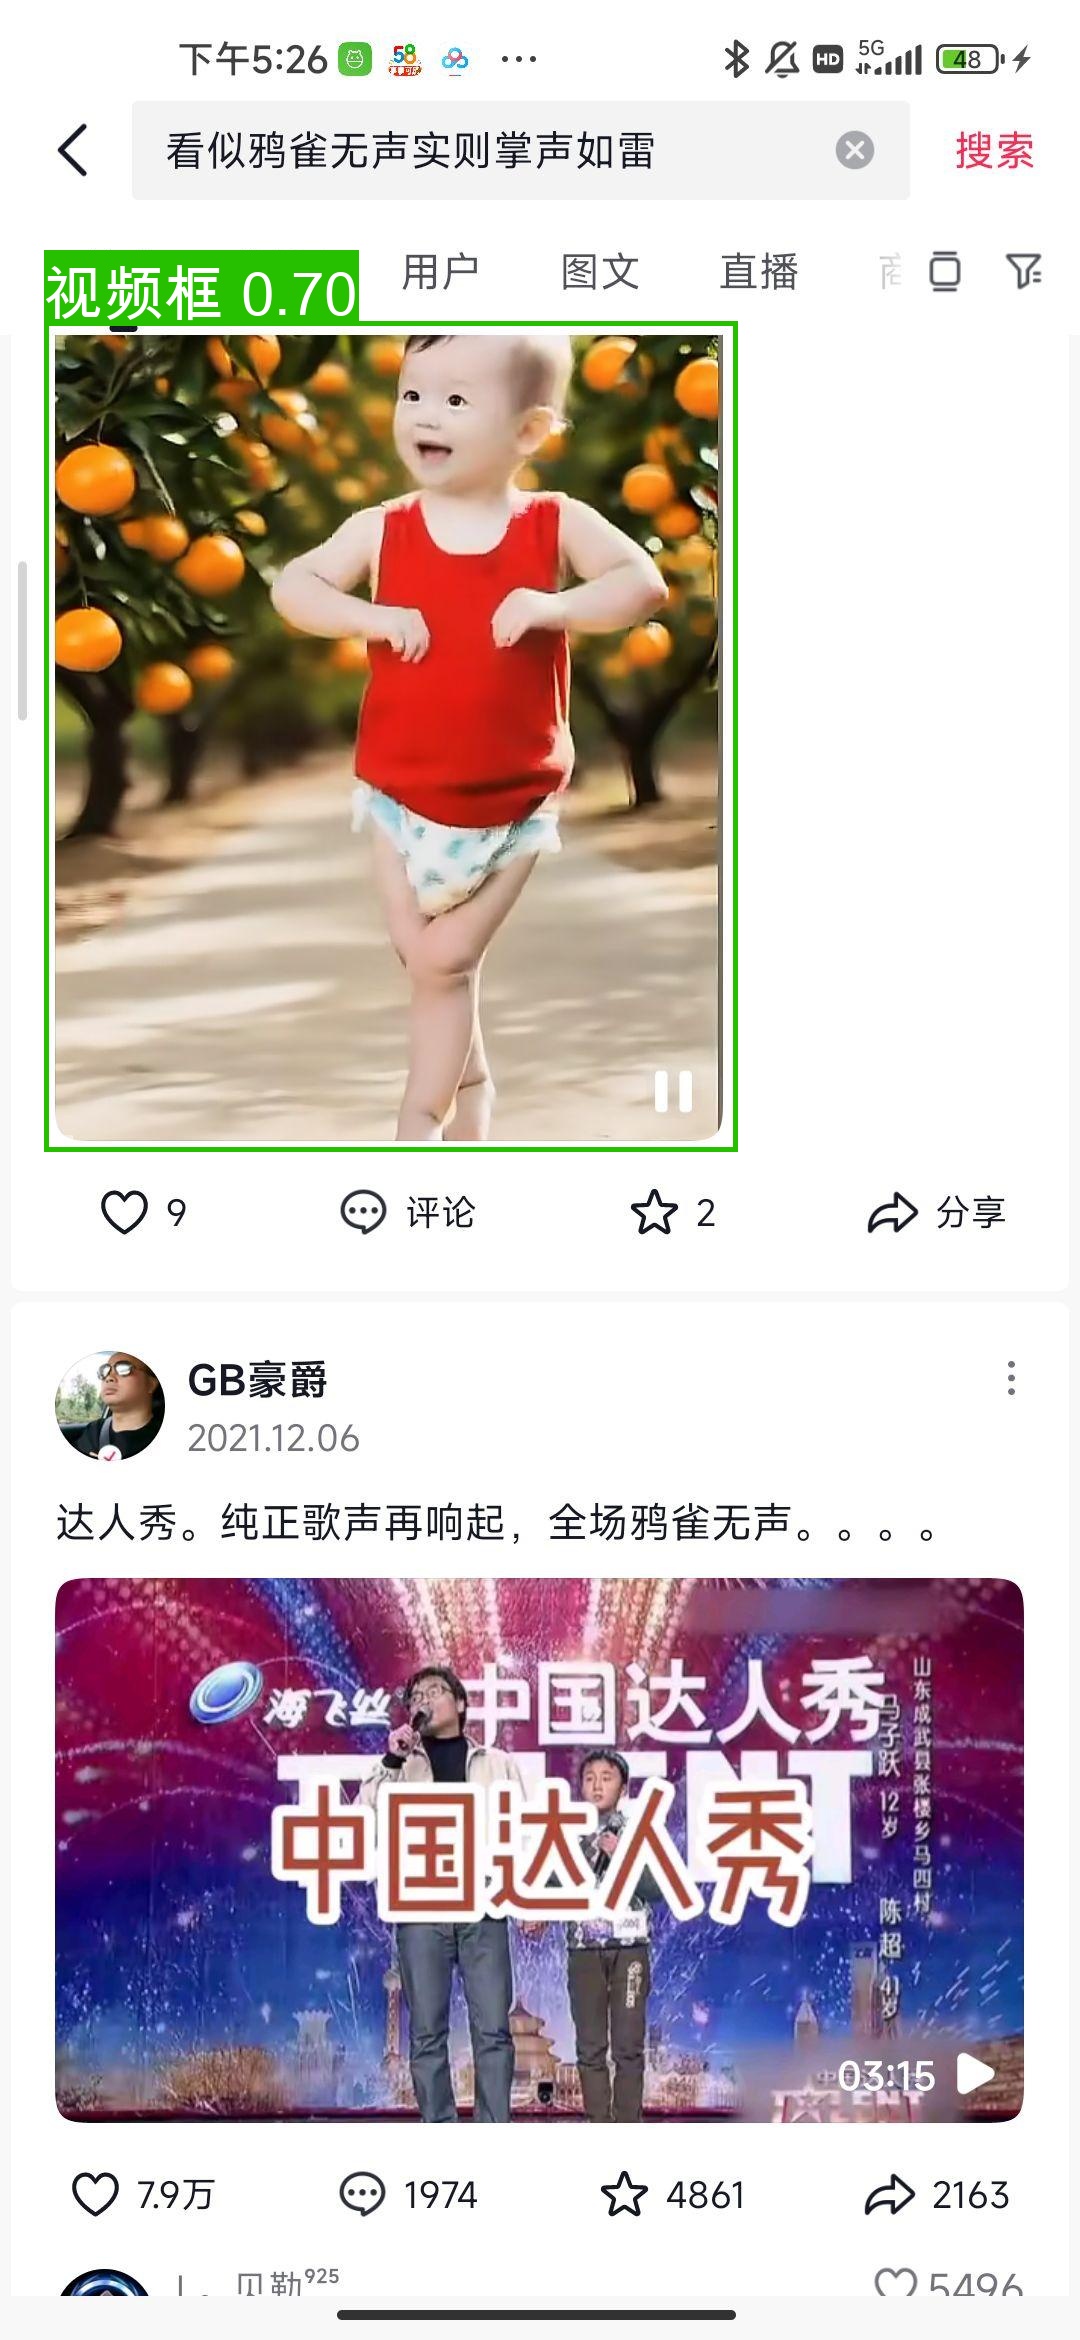 下午5:26
58
HD
5G
48
看似鸦雀无声实则掌声如雷
搜索
视频框 0.70
用户
图文
直播
9
评论
2
分享
GB豪爵
2021.12.06
达人秀。纯正歌声再响起，全场鸦雀无声。。。。
海飞丝
中国达人秀
中国达人秀
山东成武县张楼乡马四村
马子跃 12岁 陈超 41岁
03:15
7.9万
1974
4861
2163
贝勒925
5496